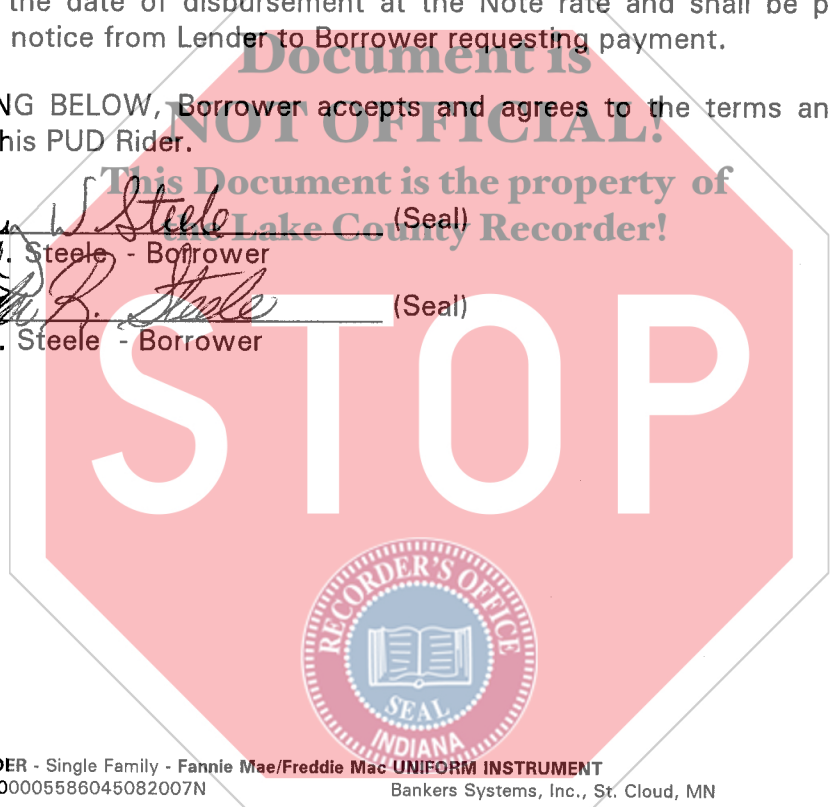 the date of disbursement at the Note rate and shall be p
notice from Lender to Borrower requesting payment.
Document is
NG BELOW, Borrower accepts and agrees to the terms an
NOT OFFICIAL!
his PUD Rider.
This Document is the property of
W Steele (Seal)
the Lake County Recorder!
. Steele - Borrower
R. Steele (Seal)
. Steele - Borrower
STOP
RECORDER'S OFFICE
SEAL
INDIANA
DER - Single Family - Fannie Mae/Freddie Mac UNIFORM INSTRUMENT
00005586045082007N Bankers Systems, Inc., St. Cloud, MN